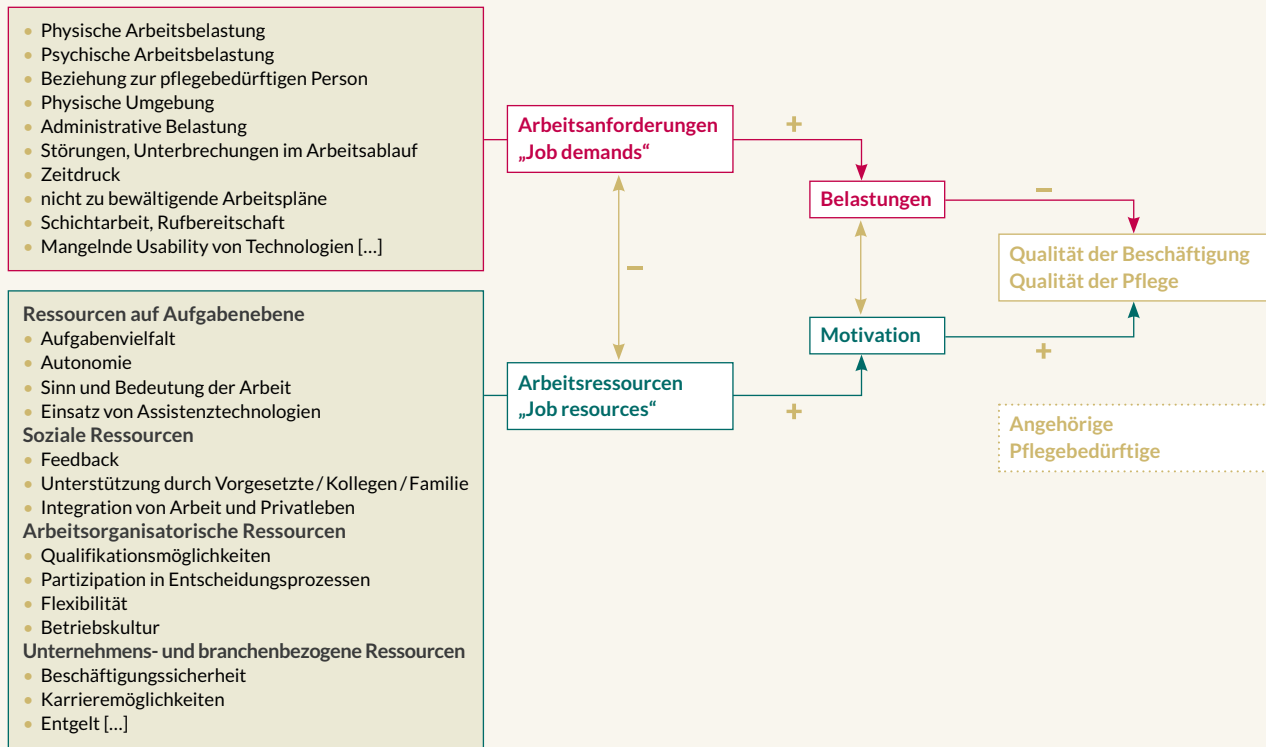 • Physische Arbeitsbelastung
• Psychische Arbeitsbelastung
• Beziehung zur pflegebedürftigen Person
• Physische Umgebung
• Administrative Belastung
• Störungen, Unterbrechungen im Arbeitsablauf
• Zeitdruck
• nicht zu bewältigende Arbeitspläne
• Schichtarbeit, Rufbereitschaft
• Mangelnde Usability von Technologien […]
Ressourcen auf Aufgabenebene
• Aufgabenvielfalt
• Autonomie
• Sinn und Bedeutung der Arbeit
• Einsatz von Assistenztechnologien
Soziale Ressourcen
• Feedback
• Unterstützung durch Vorgesetzte / Kollegen / Familie
• Integration von Arbeit und Privatleben
Arbeitsorganisatorische Ressourcen
• Qualifikationsmöglichkeiten
• Partizipation in Entscheidungsprozessen
• Flexibilität
• Betriebskultur
Unternehmens- und branchenbezogene Ressourcen
• Beschäftigungssicherheit
• Karrieremöglichkeiten
• Entgelt […]
Arbeitsanforderungen
„Job demands“
+
–
Arbeitsressourcen
„Job resources“
+
Belastungen
–
Motivation
+
Qualität der Beschäftigung
Qualität der Pflege
Angehörige
Pflegebedürftige